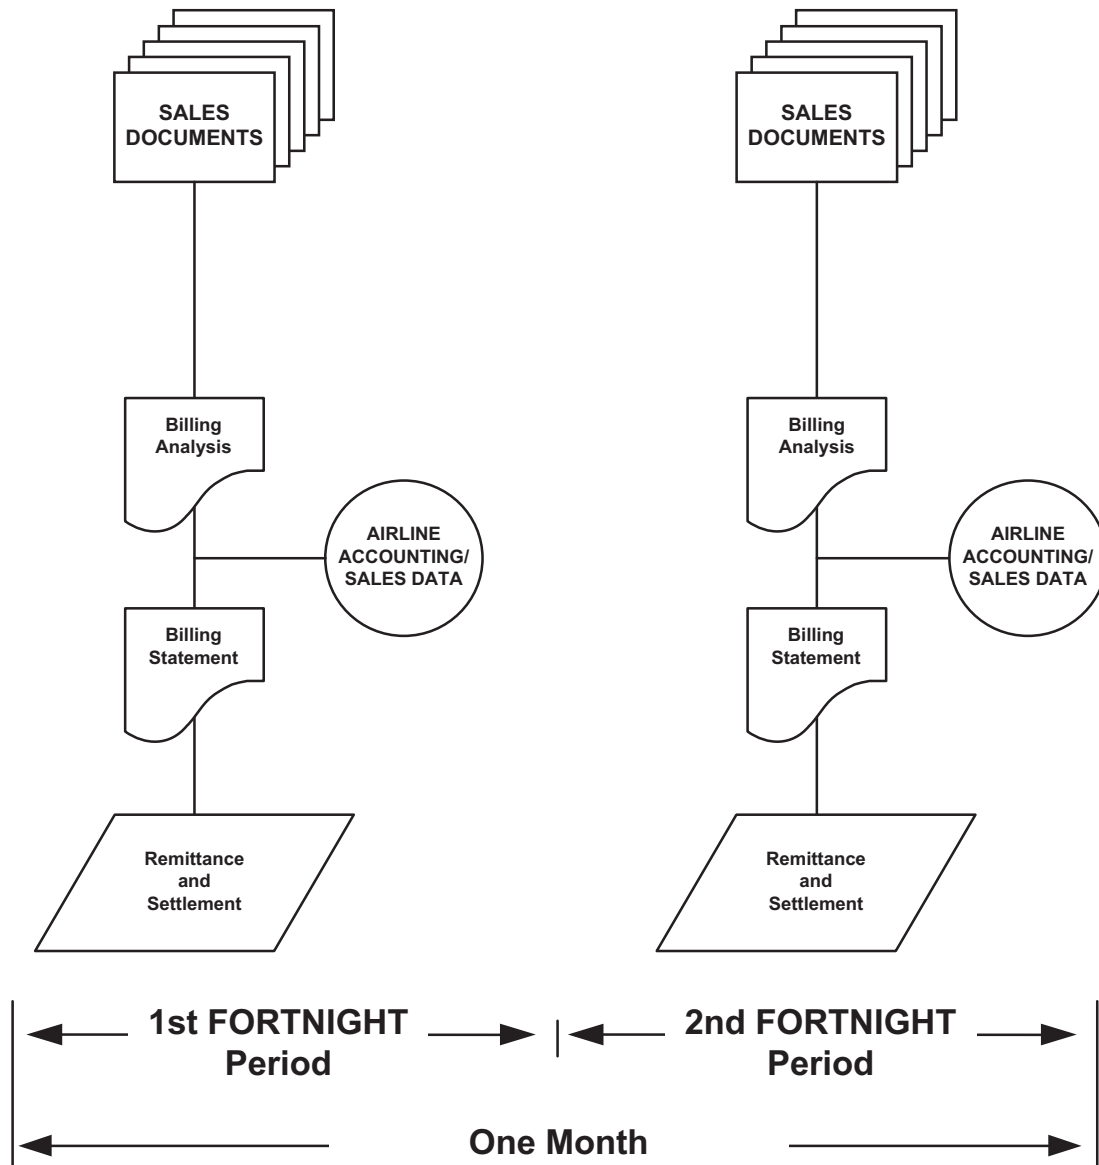 SALES
DOCUMENTS
Billing
Analysis
AIRLINE
ACCOUNTING/
SALES DATA
Billing
Statement
Remittance
and
Settlement
SALES
DOCUMENTS
Billing
Analysis
AIRLINE
ACCOUNTING/
SALES DATA
Billing
Statement
Remittance
and
Settlement
1st FORTNIGHT
Period
2nd FORTNIGHT
Period
One Month